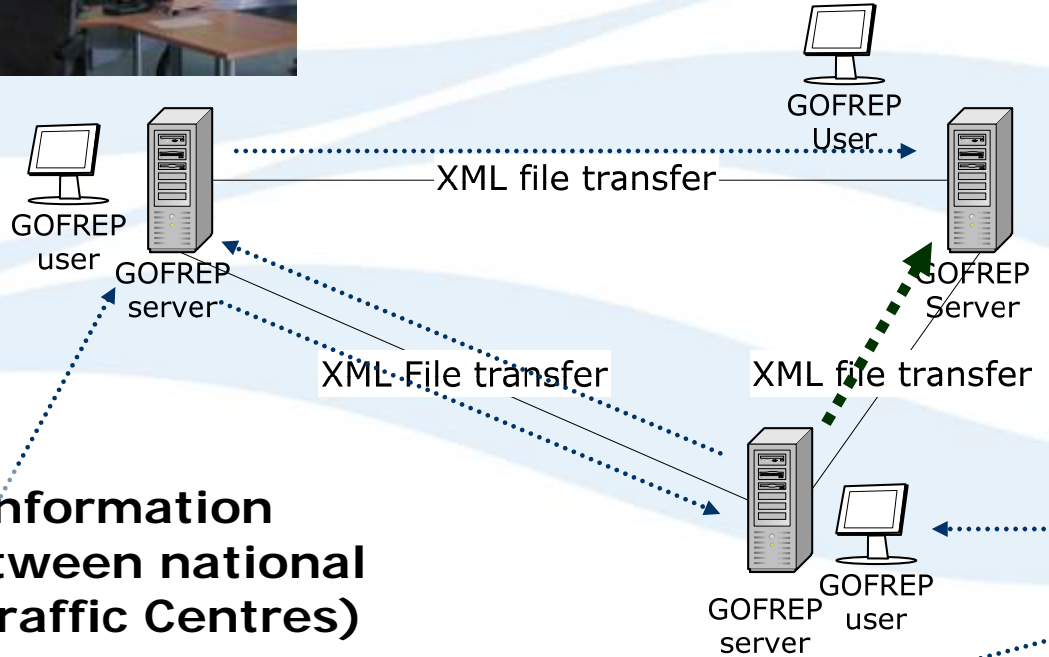 GOFREP
User
XML file transfer
GOFREP
user
GOFREP
server
GOFREP
Server
XML File transfer
XML file transfer
nformation
tween national
raffic Centres)
GOFREP
user
GOFREP
server